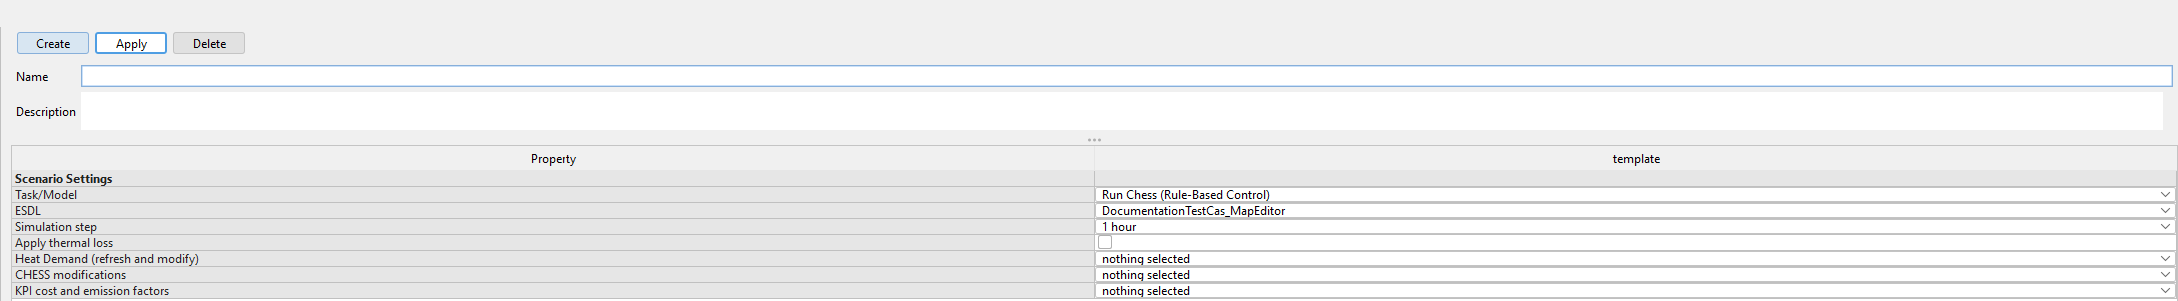 Create Apply Delete
Name
Description
Property template
Scenario Settings
Task/Model Run Chess (Rule-Based Control)
ESDL DocumentationTestCas_MapEditor
Simulation step 1 hour
Apply thermal loss
Heat Demand (refresh and modify) nothing selected
CHESS modifications nothing selected
KPI cost and emission factors nothing selected